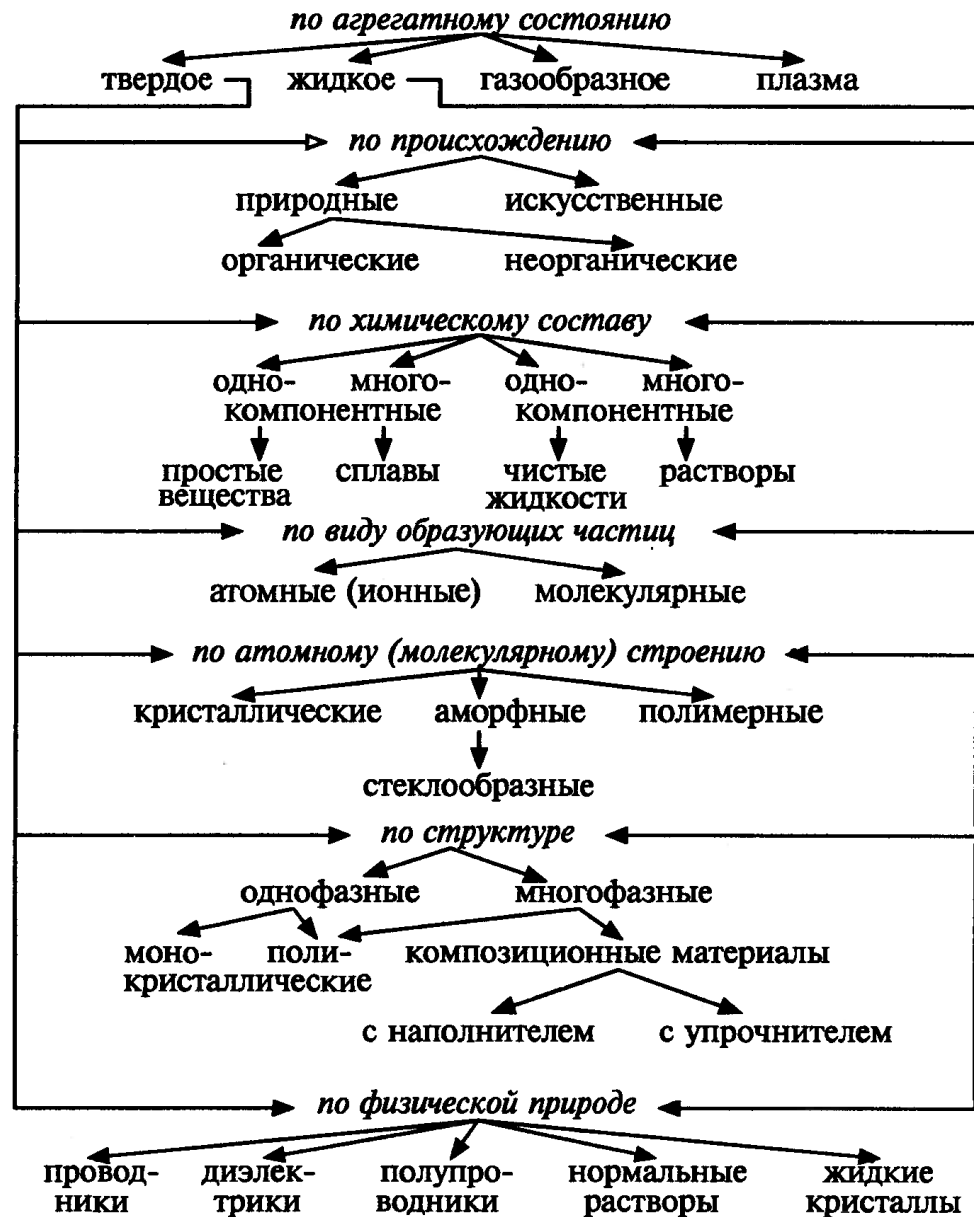 по агрегатному состоянию
твердое жидкое газообразное плазма
по происхождению
природные искусственные
органические неорганические
по химическому составу
одно- много- одно- много-
компонентные компонентные
простые сплавы чистые растворы
вещества жидкости
по виду образующих частиц
атомные (ионные) молекулярные
по атомному (молекулярному) строению
кристаллические аморфные полимерные
стеклообразные
по структуре
однофазные многофазные
моно- поли- композиционные материалы
кристаллические
с наполнителем с упрочнителем
по физической природе
провод- диэлек- полупро- нормальные жидкие
ники трики водники растворы кристаллы